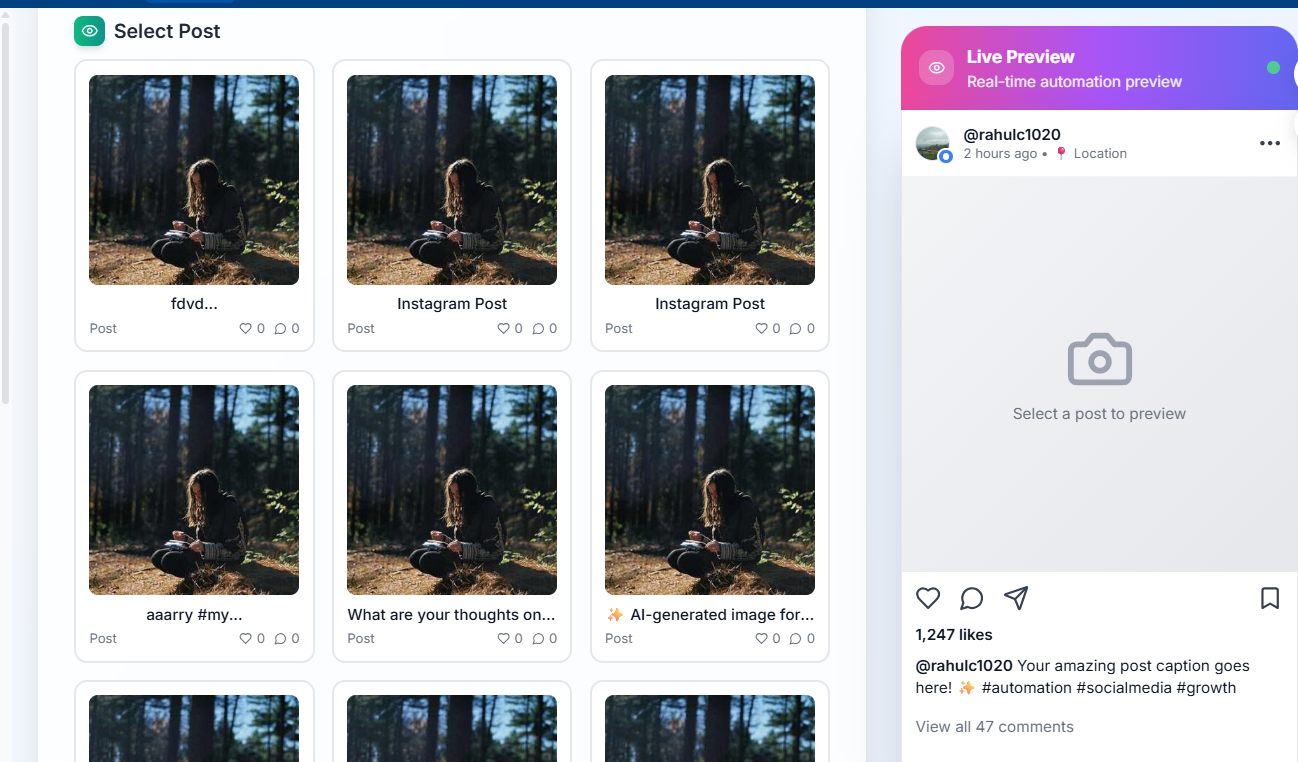 Select Post
fdvd...
Post 0 0
Instagram Post
Post 0 0
Instagram Post
Post 0 0
aaarry #my...
Post 0 0
What are your thoughts on...
Post 0 0
✨ AI-generated image for...
Post 0 0
Live Preview
Real-time automation preview
@rahulc1020
2 hours ago • 📍 Location
Select a post to preview
1,247 likes
@rahulc1020 Your amazing post caption goes
here! ✨ #automation #socialmedia #growth
View all 47 comments